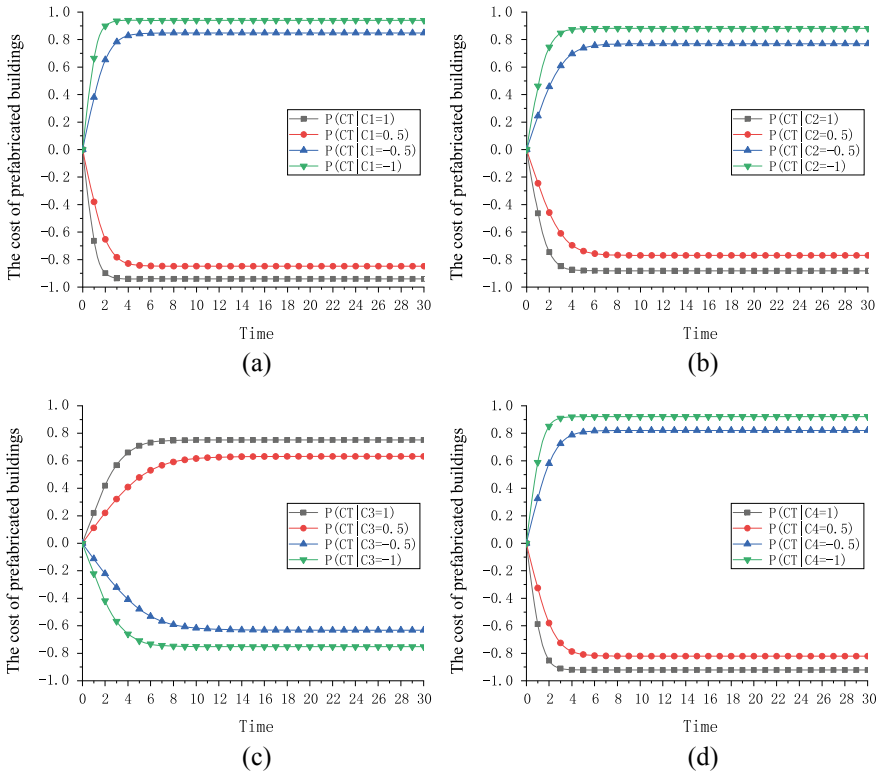 The cost of prefabricated buildings
1.0
0.8
0.6
0.4
0.2
0.0
−0.2
−0.4
−0.6
−0.8
−1.0
P(CT|C1=1)
P(CT|C1=0.5)
P(CT|C1=−0.5)
P(CT|C1=−1)
0 2 4 6 8 10 12 14 16 18 20 22 24 26 28 30
Time
(a)
The cost of prefabricated buildings
1.0
0.8
0.6
0.4
0.2
0.0
−0.2
−0.4
−0.6
−0.8
−1.0
P(CT|C2=1)
P(CT|C2=0.5)
P(CT|C2=−0.5)
P(CT|C2=−1)
0 2 4 6 8 10 12 14 16 18 20 22 24 26 28 30
Time
(b)
The cost of prefabricated buildings
1.0
0.8
0.6
0.4
0.2
0.0
−0.2
−0.4
−0.6
−0.8
−1.0
P(CT|C3=1)
P(CT|C3=0.5)
P(CT|C3=−0.5)
P(CT|C3=−1)
0 2 4 6 8 10 12 14 16 18 20 22 24 26 28 30
Time
(c)
The cost of prefabricated buildings
1.0
0.8
0.6
0.4
0.2
0.0
−0.2
−0.4
−0.6
−0.8
−1.0
P(CT|C4=1)
P(CT|C4=0.5)
P(CT|C4=−0.5)
P(CT|C4=−1)
0 2 4 6 8 10 12 14 16 18 20 22 24 26 28 30
Time
(d)